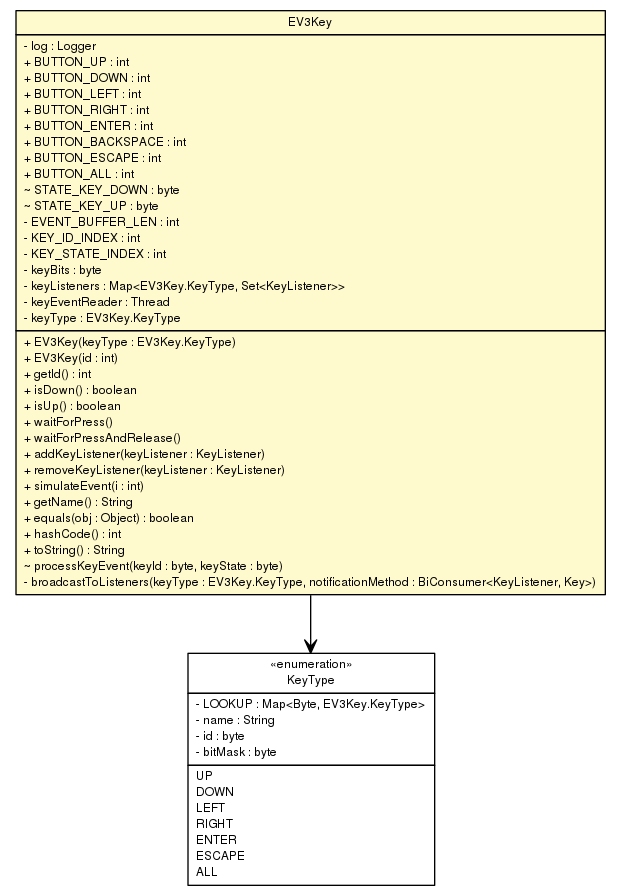 EV3Key
- log : Logger
+ BUTTON_UP : int
+ BUTTON_DOWN : int
+ BUTTON_LEFT : int
+ BUTTON_RIGHT : int
+ BUTTON_ENTER : int
+ BUTTON_BACKSPACE : int
+ BUTTON_ESCAPE : int
+ BUTTON_ALL : int
~ STATE_KEY_DOWN : byte
~ STATE_KEY_UP : byte
- EVENT_BUFFER_LEN : int
- KEY_ID_INDEX : int
- KEY_STATE_INDEX : int
- keyBits : byte
- keyListeners : Map<EV3Key.KeyType, Set<KeyListener>>
- keyEventReader : Thread
- keyType : EV3Key.KeyType
+ EV3Key(keyType : EV3Key.KeyType)
+ EV3Key(id : int)
+ getId() : int
+ isDown() : boolean
+ isUp() : boolean
+ waitForPress()
+ waitForPressAndRelease()
+ addKeyListener(keyListener : KeyListener)
+ removeKeyListener(keyListener : KeyListener)
+ simulateEvent(i : int)
+ getName() : String
+ equals(obj : Object) : boolean
+ hashCode() : int
+ toString() : String
~ processKeyEvent(keyId : byte, keyState : byte)
- broadcastToListeners(keyType : EV3Key.KeyType, notificationMethod : BiConsumer<KeyListener, Key>)
«enumeration»
KeyType
- LOOKUP : Map<Byte, EV3Key.KeyType>
- name : String
- id : byte
- bitMask : byte
UP
DOWN
LEFT
RIGHT
ENTER
ESCAPE
ALL